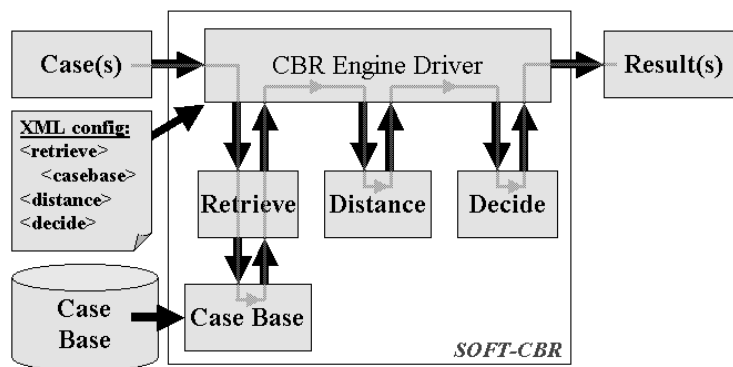 Case(s)
CBR Engine Driver
Result(s)
XML config:
<retrieve>
<casebase>
<distance>
<decide>
Retrieve
Distance
Decide
Case
Base
Case Base
SOFT-CBR